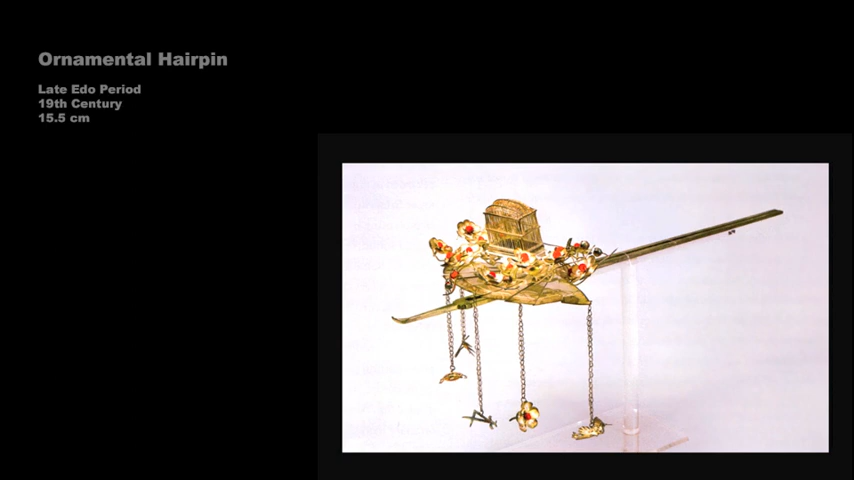 Ornamental Hairpin
Late Edo Period
19th Century
15.5 cm